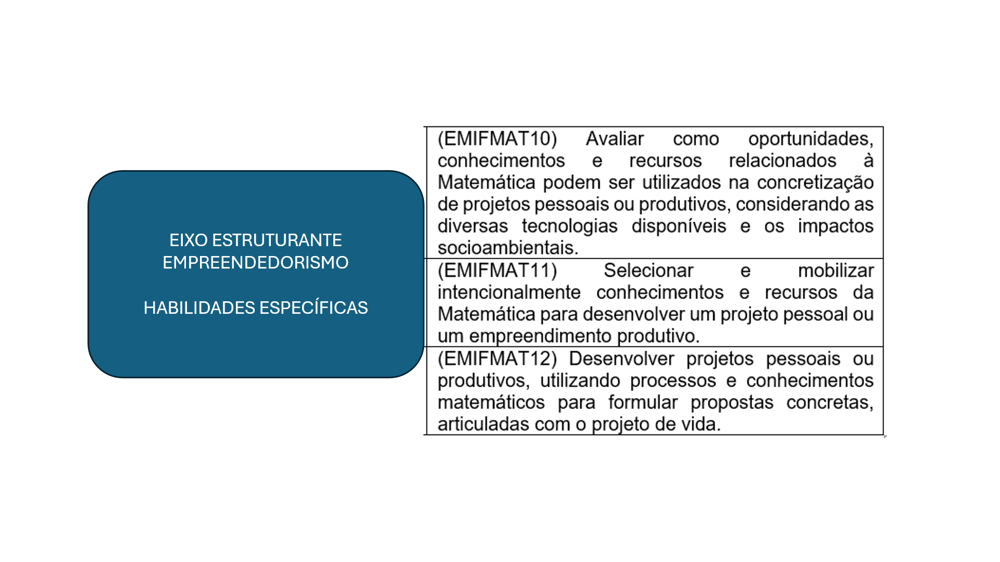 EIXO ESTRUTURANTE
EMPREENDEDORISMO
HABILIDADES ESPECÍFICAS
(EMIFMAT10) Avaliar como oportunidades,
conhecimentos e recursos relacionados à
Matemática podem ser utilizados na concretização
de projetos pessoais ou produtivos, considerando as
diversas tecnologias disponíveis e os impactos
socioambientais.
(EMIFMAT11) Selecionar e mobilizar
intencionalmente conhecimentos e recursos da
Matemática para desenvolver um projeto pessoal ou
um empreendimento produtivo.
(EMIFMAT12) Desenvolver projetos pessoais ou
produtivos, utilizando processos e conhecimentos
matemáticos para formular propostas concretas,
articuladas com o projeto de vida.